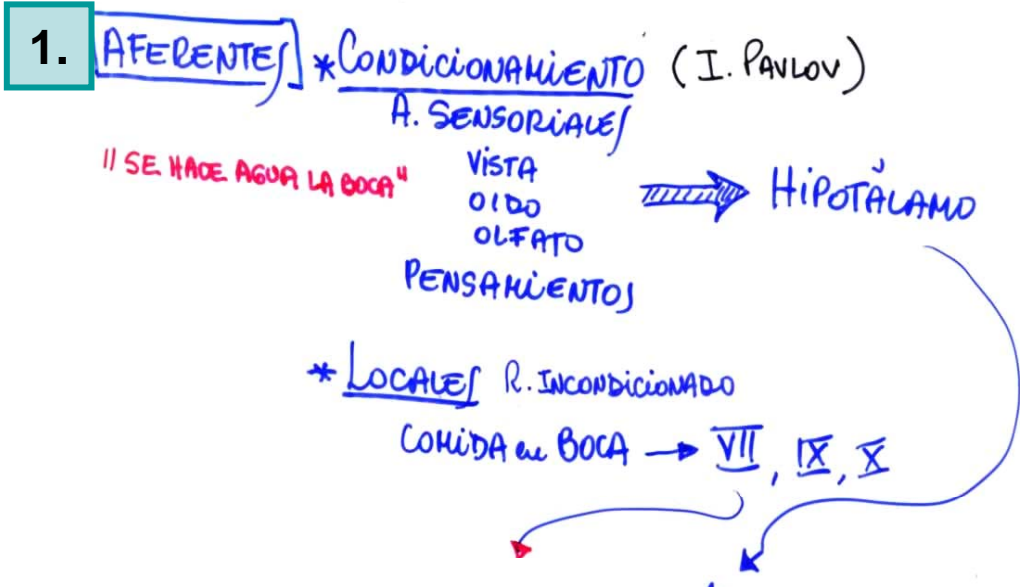 1. AFERENTES * CONDICIONAMIENTO (I. PAVLOV)
A. SENSORIALES
"SE HACE AGUA LA BOCA"
VISTA
OIDO
OLFATO
HIPOTÁLAMO
PENSAMIENTOS
* LOCALES R. INCONDICIONADO
COMIDA en BOCA → VII, IX, X